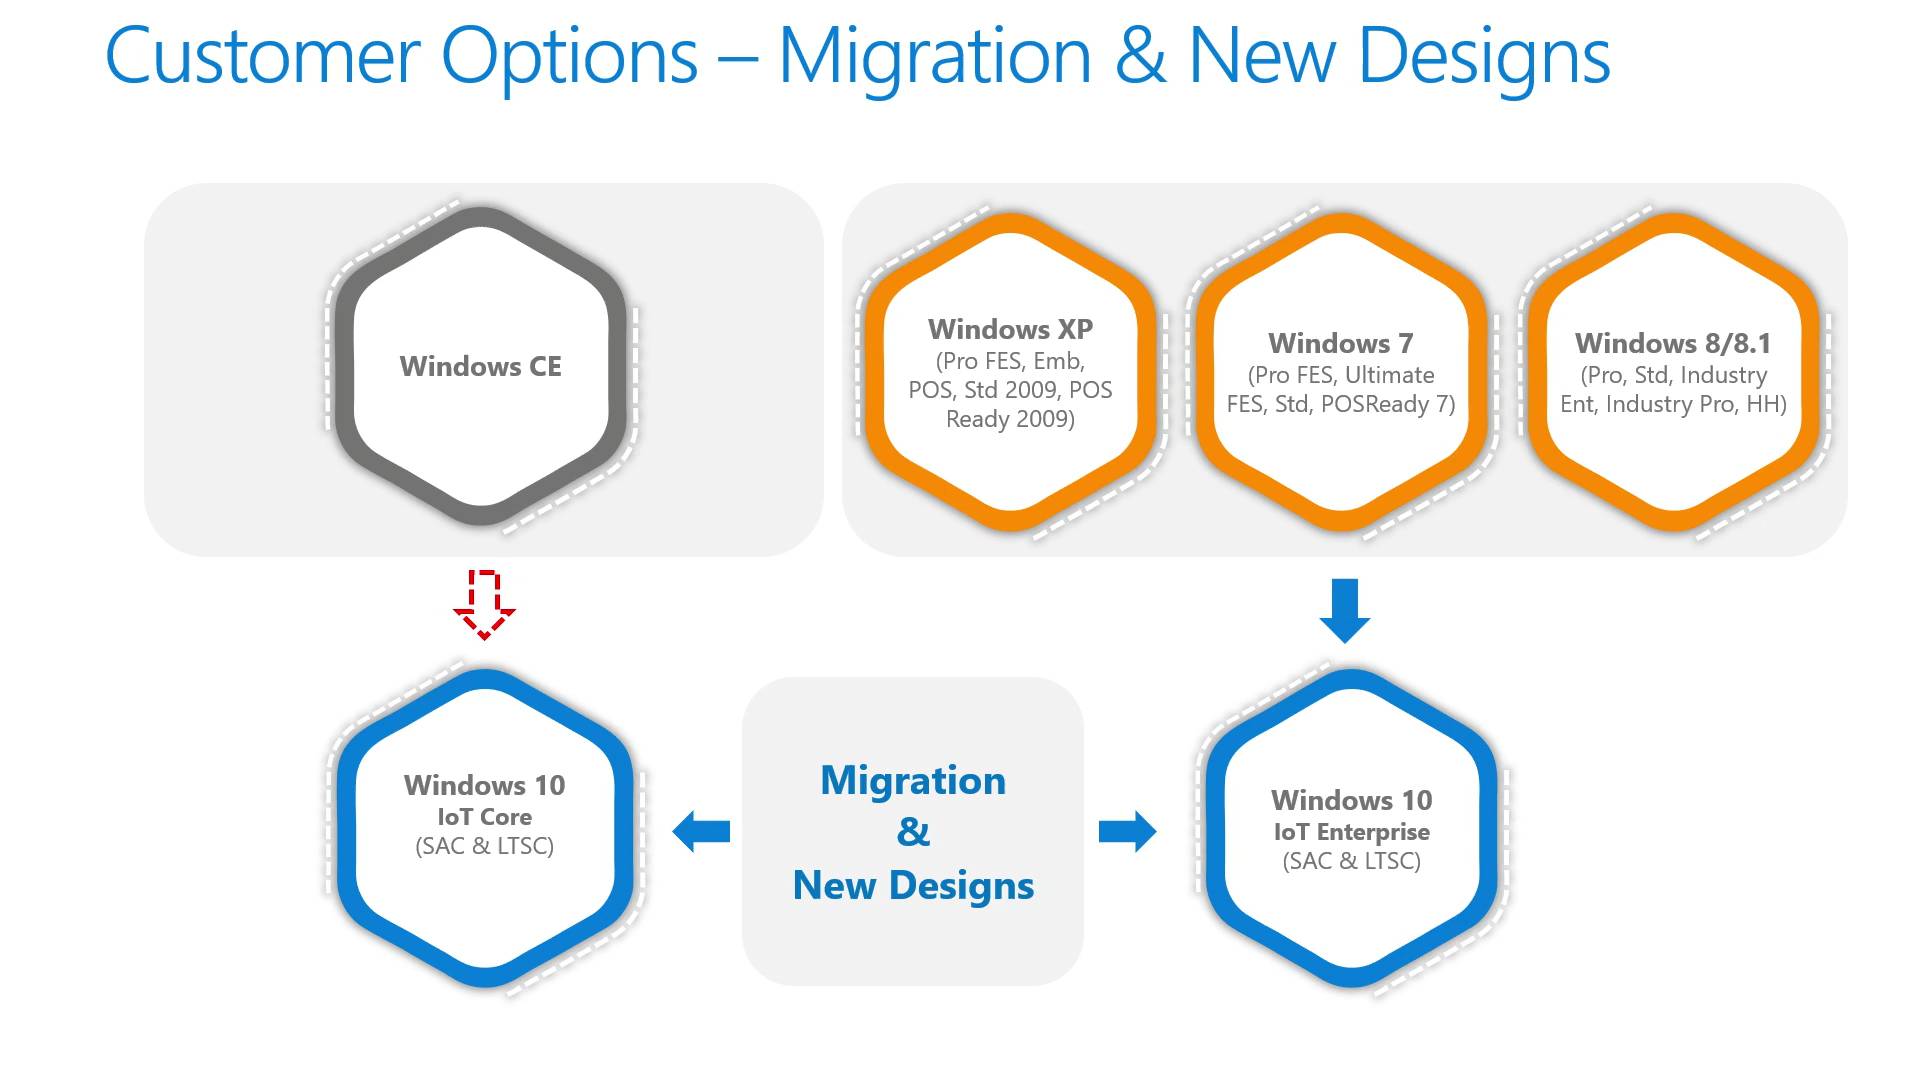 Customer Options – Migration & New Designs
Windows CE
Windows XP
(Pro FES, Emb,
POS, Std 2009, POS
Ready 2009)
Windows 7
(Pro FES, Ultimate
FES, Std, POSReady 7)
Windows 8/8.1
(Pro, Std, Industry
Ent, Industry Pro, HH)
Windows 10
IoT Core
(SAC & LTSC)
Migration
&
New Designs
Windows 10
IoT Enterprise
(SAC & LTSC)